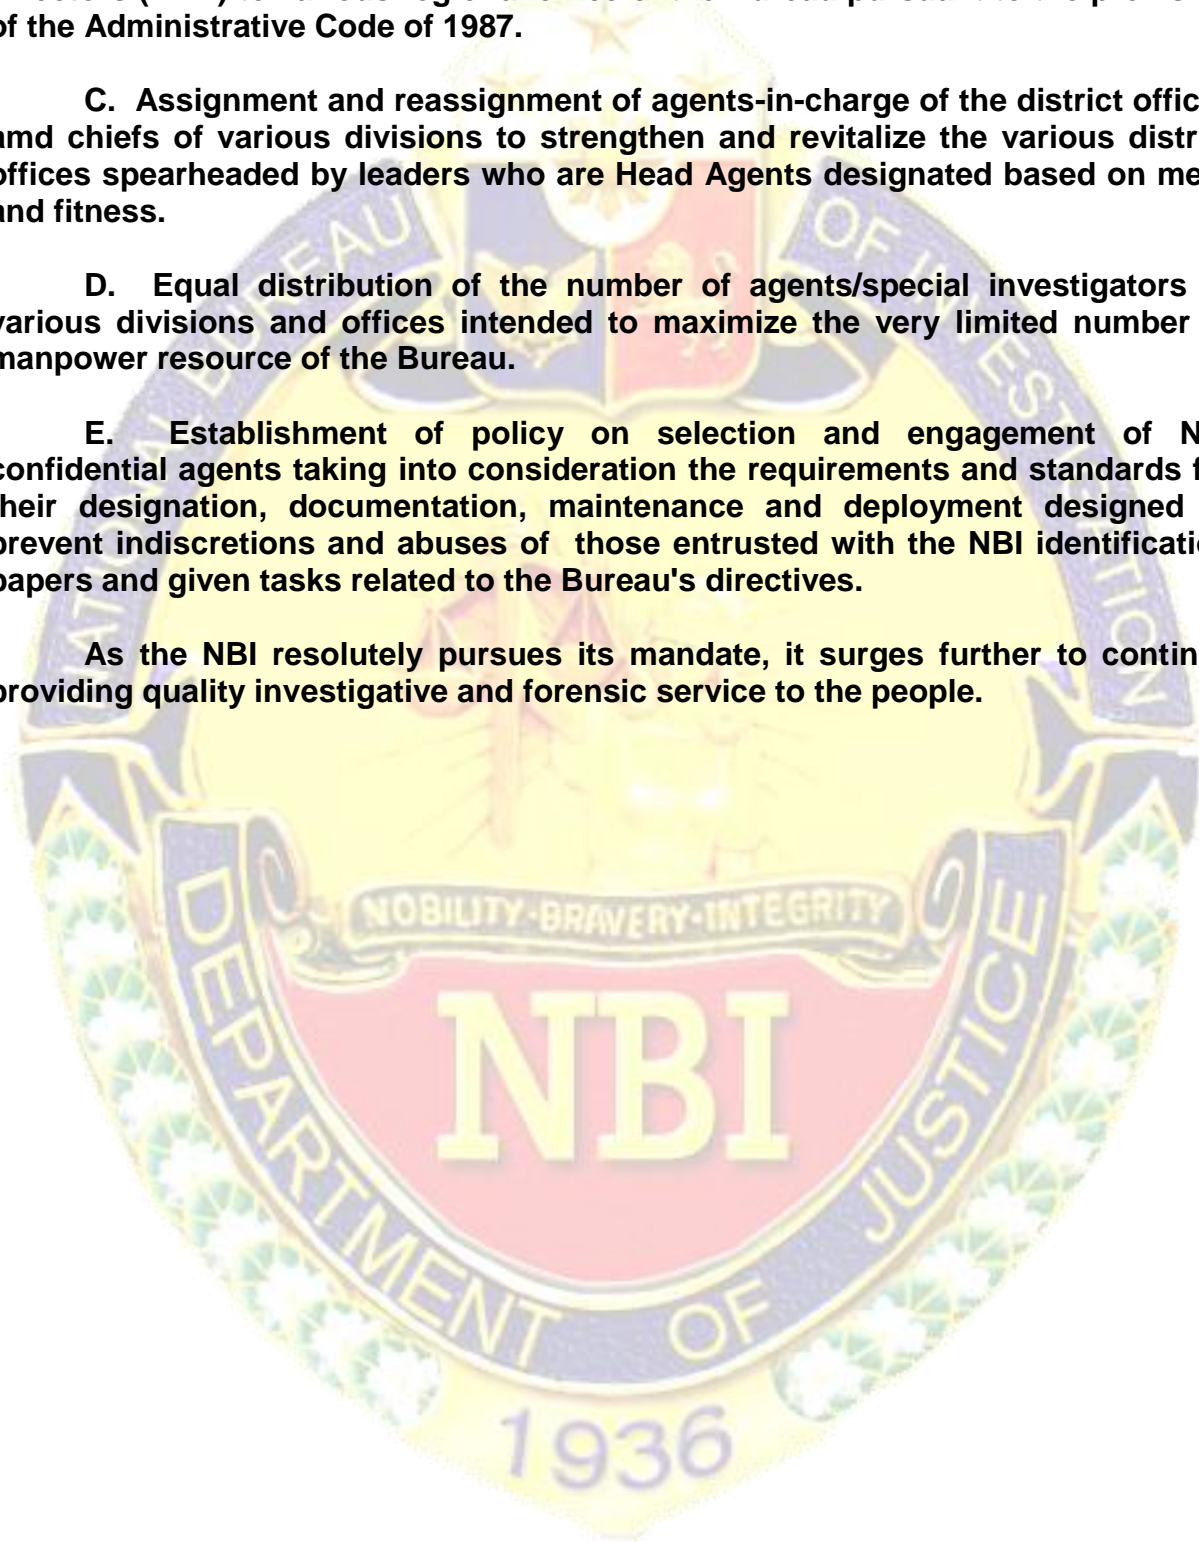 of the Administrative Code of 1987.
C. Assignment and reassignment of agents-in-charge of the district offic
amd chiefs of various divisions to strengthen and revitalize the various distr
offices spearheaded by leaders who are Head Agents designated based on me
and fitness.
D. Equal distribution of the number of agents/special investigators
various divisions and offices intended to maximize the very limited number
manpower resource of the Bureau.
E. Establishment of policy on selection and engagement of N
confidential agents taking into consideration the requirements and standards f
their designation, documentation, maintenance and deployment designed
prevent indiscretions and abuses of those entrusted with the NBI identificatio
papers and given tasks related to the Bureau's directives.
As the NBI resolutely pursues its mandate, it surges further to contin
providing quality investigative and forensic service to the people.
NATIONAL BUREAU OF INVESTIGATION
NOBILITY-BRAVERY-INTEGRITY
NBI
DEPARTMENT OF JUSTICE
1936